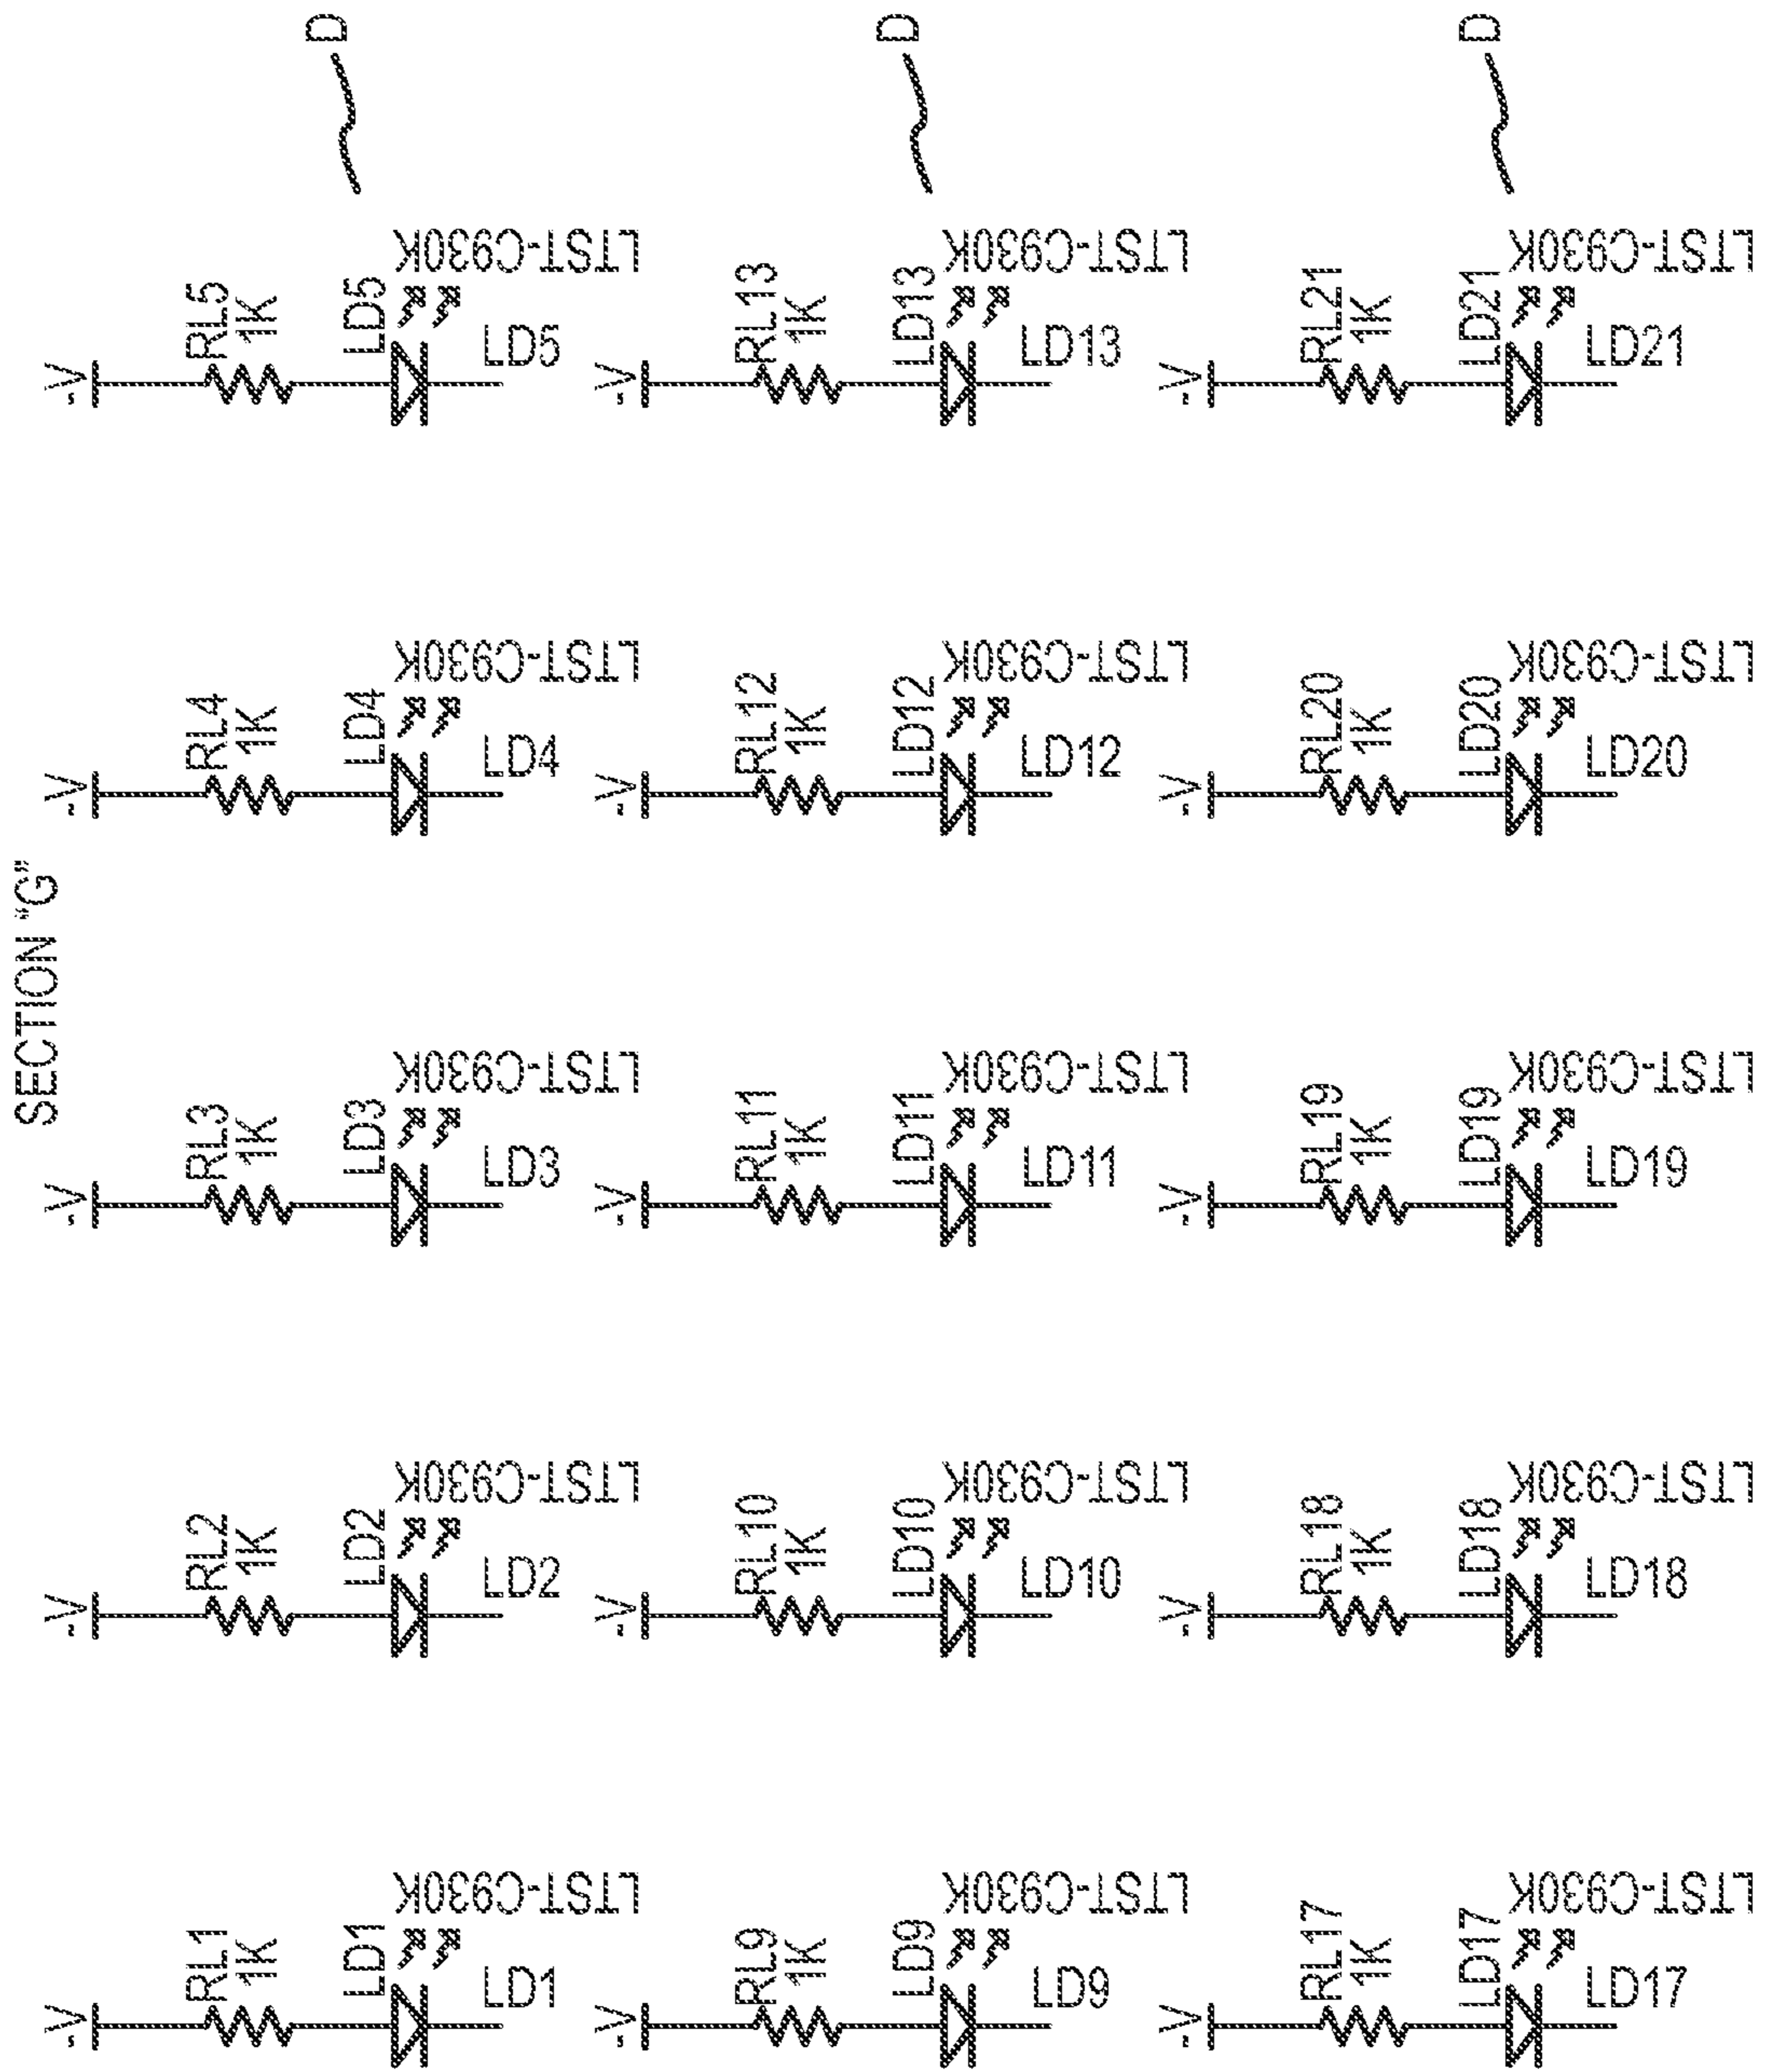 SECTION "G"
-V
RL1
1K
LD1
LTST-C930K
LD1
-V
RL2
1K
LD2
LTST-C930K
LD2
-V
RL3
1K
LD3
LTST-C930K
LD3
-V
RL4
1K
LD4
LTST-C930K
LD4
-V
RL5
1K
LD5
LTST-C930K
LD5
D
-V
RL9
1K
LD9
LTST-C930K
LD9
-V
RL10
1K
LD10
LTST-C930K
LD10
-V
RL11
1K
LD11
LTST-C930K
LD11
-V
RL12
1K
LD12
LTST-C930K
LD12
-V
RL13
1K
LD13
LTST-C930K
LD13
D
-V
RL17
1K
LD17
LTST-C930K
LD17
-V
RL18
1K
LD18
LTST-C930K
LD18
-V
RL19
1K
LD19
LTST-C930K
LD19
-V
RL20
1K
LD20
LTST-C930K
LD20
-V
RL21
1K
LD21
LTST-C930K
LD21
D